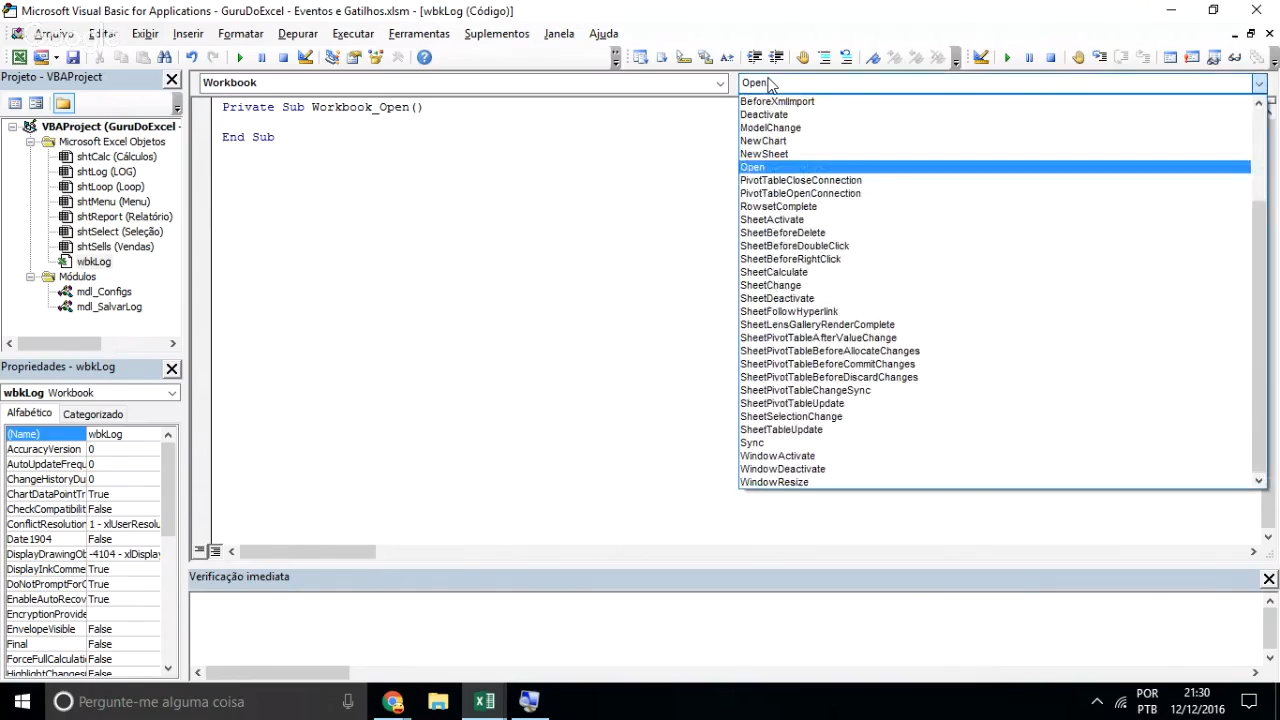 Microsoft Visual Basic for Applications - GuruDoExcel - Eventos e Gatilhos.xlsm - [wbkLog (Código)]
Arquivo Editar Exibir Inserir Formatar Depurar Executar Ferramentas Suplementos Janela Ajuda
Projeto - VBAProject
Workbook
Open
VBAProject (GuruDoExcel -
Microsoft Excel Objetos
shtCalc (Cálculos)
shtLog (LOG)
shtLoop (Loop)
shtMenu (Menu)
shtReport (Relatório)
shtSelect (Seleção)
shtSells (Vendas)
wbkLog
Módulos
mdl_Configs
mdl_SalvarLog
Private Sub Workbook_Open()
End Sub
BeforeXmlImport
Deactivate
ModelChange
NewChart
NewSheet
Open
PivotTableCloseConnection
PivotTableOpenConnection
RowsetComplete
SheetActivate
SheetBeforeDelete
SheetBeforeDoubleClick
SheetBeforeRightClick
SheetCalculate
SheetChange
SheetDeactivate
SheetFollowHyperlink
SheetLensGalleryRenderComplete
SheetPivotTableAfterValueChange
SheetPivotTableBeforeAllocateChanges
SheetPivotTableBeforeCommitChanges
SheetPivotTableBeforeDiscardChanges
SheetPivotTableChangeSync
SheetPivotTableUpdate
SheetSelectionChange
SheetTableUpdate
Sync
WindowActivate
WindowDeactivate
WindowResize
Propriedades - wbkLog
wbkLog Workbook
Alfabético Categorizado
(Name) wbkLog
AccuracyVersion 0
AutoUpdateFrequ 0
ChangeHistoryDu 0
ChartDataPointTr True
CheckCompatibilit False
ConflictResolution 1 - xlUserResolu
Date1904 False
DisplayDrawingOb -4104 - xlDisplay
DisplayInkComme True
DoNotPromptForC True
EnableAutoRecov True
EncryptionProvide
EnvelopeVisible False
Final False
ForceFullCalculati False
HighlightChanges
Verificação imediata
Pergunte-me alguma coisa
POR
PTB
21:30
12/12/2016